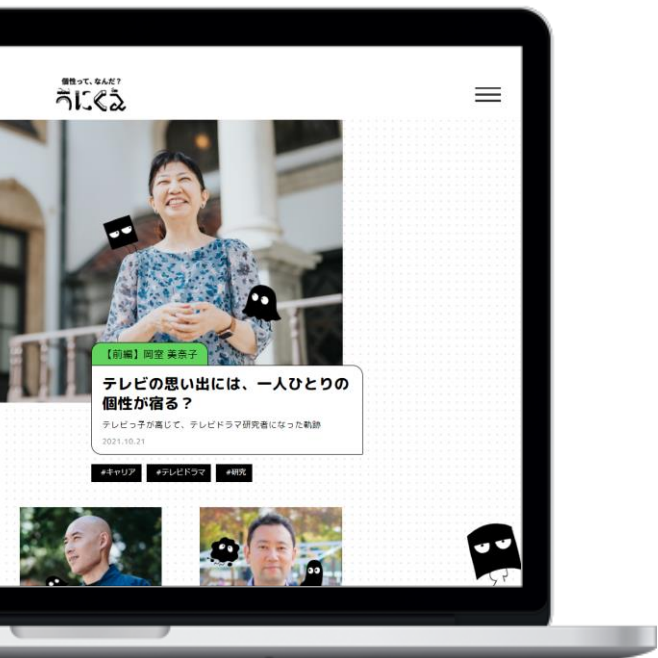 個性って、なんだ?
うにくえ
【前編】岡室 美奈子
テレビの思い出には、一人ひとりの
個性が宿る?
テレビっ子が高じて、テレビドラマ研究者になった軌跡
2021.10.21
#キャリア #テレビドラマ #研究